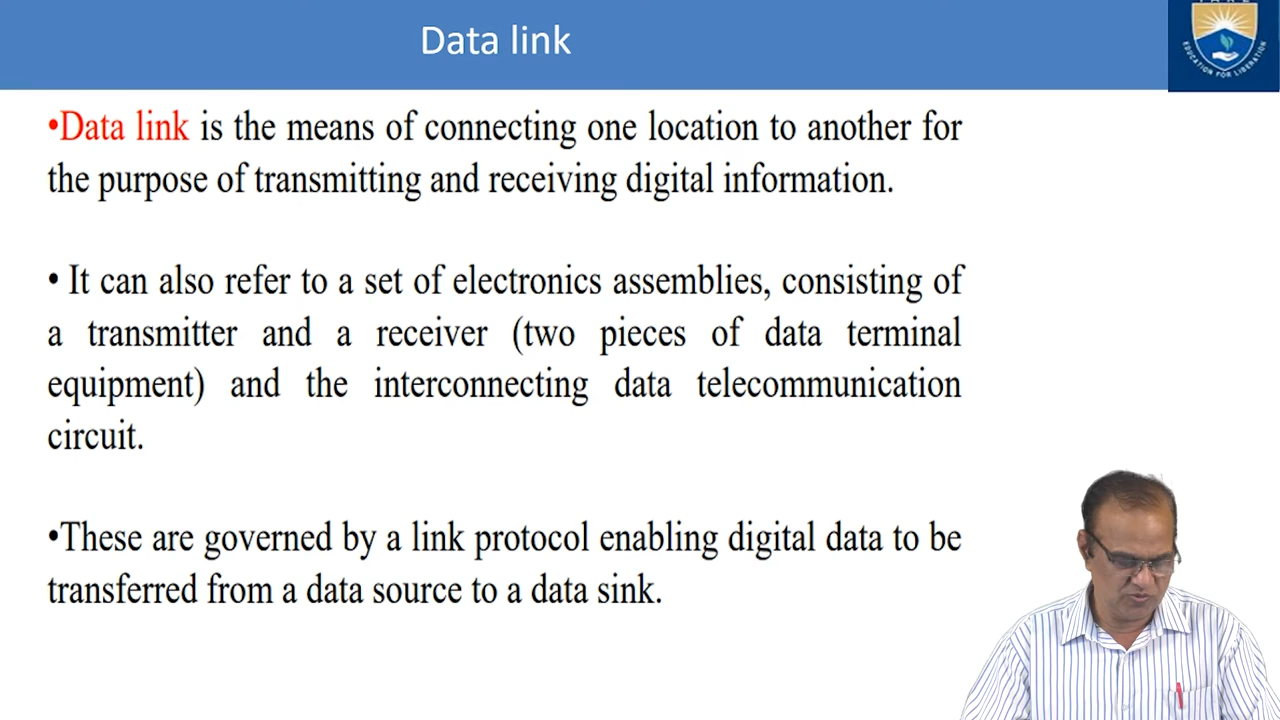 Data link
EDUCATION FOR LIBERATION
•Data link is the means of connecting one location to another for
the purpose of transmitting and receiving digital information.
• It can also refer to a set of electronics assemblies, consisting of
a transmitter and a receiver (two pieces of data terminal
equipment) and the interconnecting data telecommunication
circuit.
•These are governed by a link protocol enabling digital data to be
transferred from a data source to a data sink.